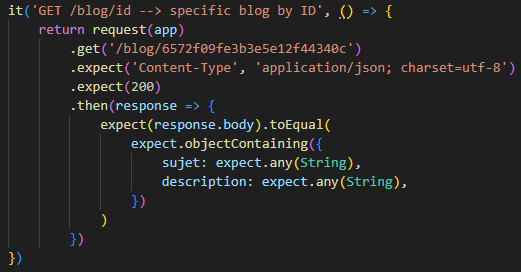 it('GET /blog/id --> specific blog by ID', () => {
    return request(app)
        .get('/blog/6572f09fe3b3e5e12f44340c')
        .expect('Content-Type', 'application/json; charset=utf-8')
        .expect(200)
        .then(response => {
            expect(response.body).toEqual(
                expect.objectContaining({
                    sujet: expect.any(String),
                    description: expect.any(String),
                })
            )
        })
})